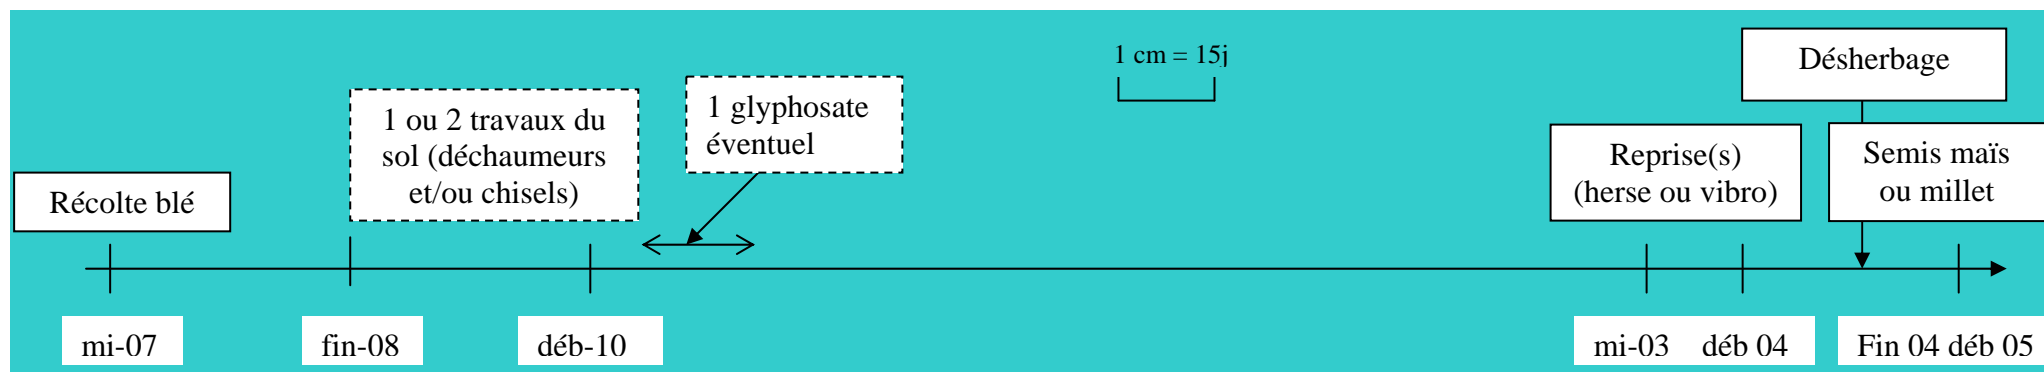 1 cm = 15j
Désherbage
1 ou 2 travaux du
sol (déchaumeurs
et/ou chisels)
1 glyphosate
éventuel
Récolte blé
Reprise(s)
(herse ou vibro)
Semis maïs
ou millet
mi-07
fin-08
déb-10
mi-03
déb 04
Fin 04 déb 05